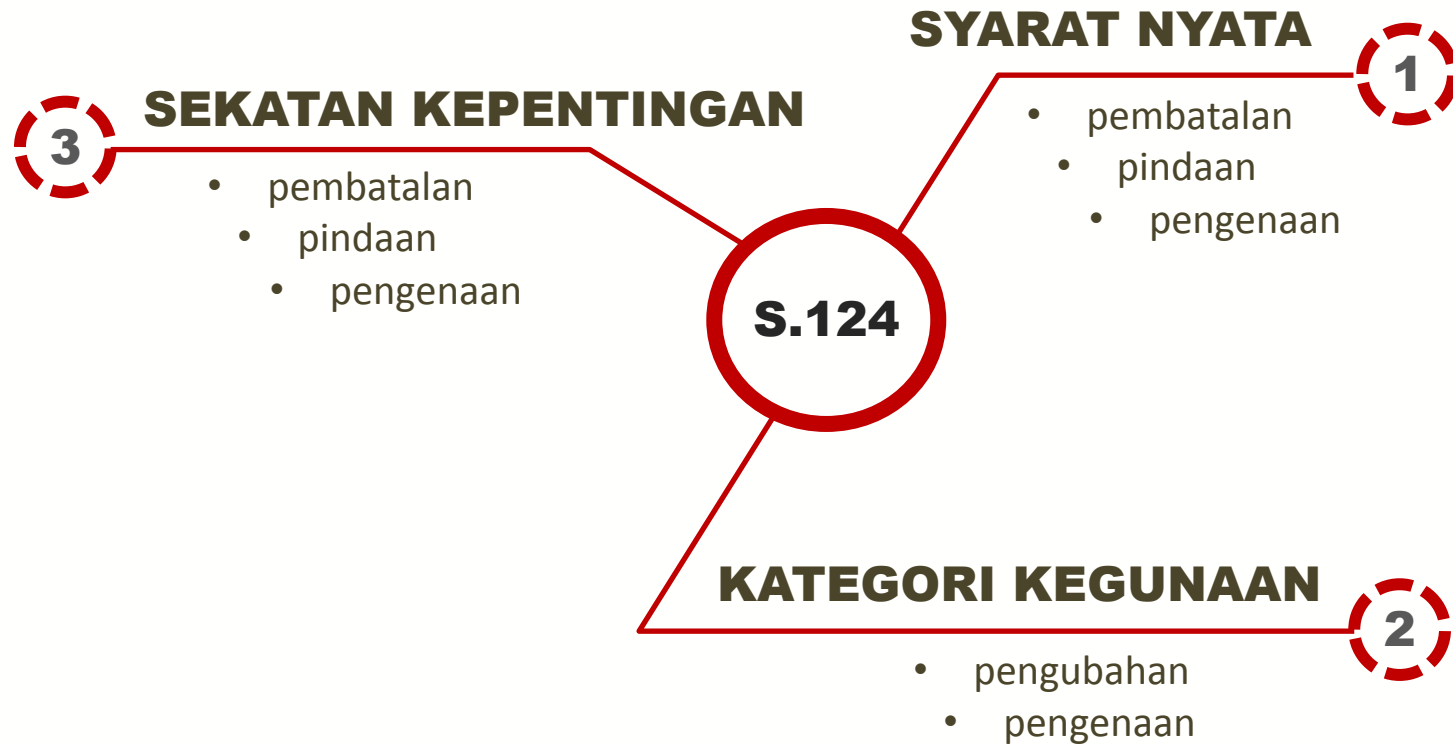 SYARAT NYATA
1
• pembatalan
• pindaan
• pengenaan
SEKATAN KEPENTINGAN
3
• pembatalan
• pindaan
• pengenaan
S.124
KATEGORI KEGUNAAN
2
• pengubahan
• pengenaan